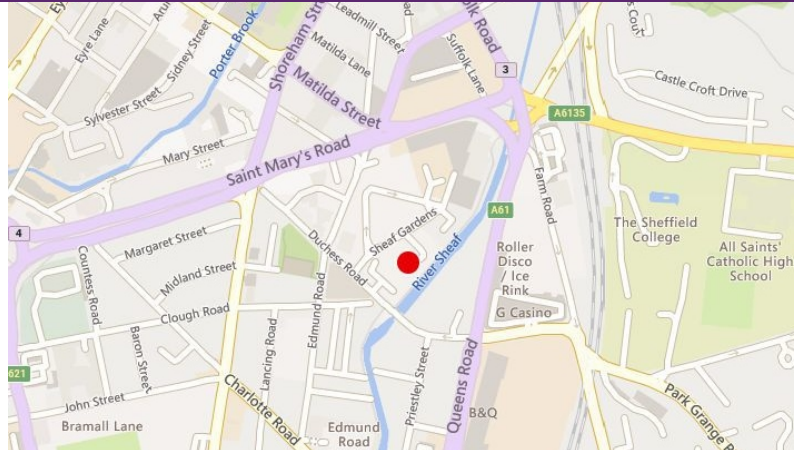 Eyre Lane
Sidney Street
Porter Brook
Shoreham
Leadmill Street
Matilda Lane
Matilda Street
Suffolk Lane
Road
3
Court
Castle Croft Drive
A6135
Sylvester Street
Mary Street
Saint Mary's Road
Farm Road
4
A61
The Sheffield
College
All Saints'
Catholic High
School
Countess Road
Margaret Street
Midland Street
Duchess Road
Sheaf Gardens
River Sheaf
Roller
Disco
/ Ice
Rink
G Casino
Clough Road
Edmund Road
Lancing Road
Baron Street
621
John Street
Bramall Lane
Charlotte Road
Edmund
Road
Priestley Street
Queens Road
B&Q
Park Grange